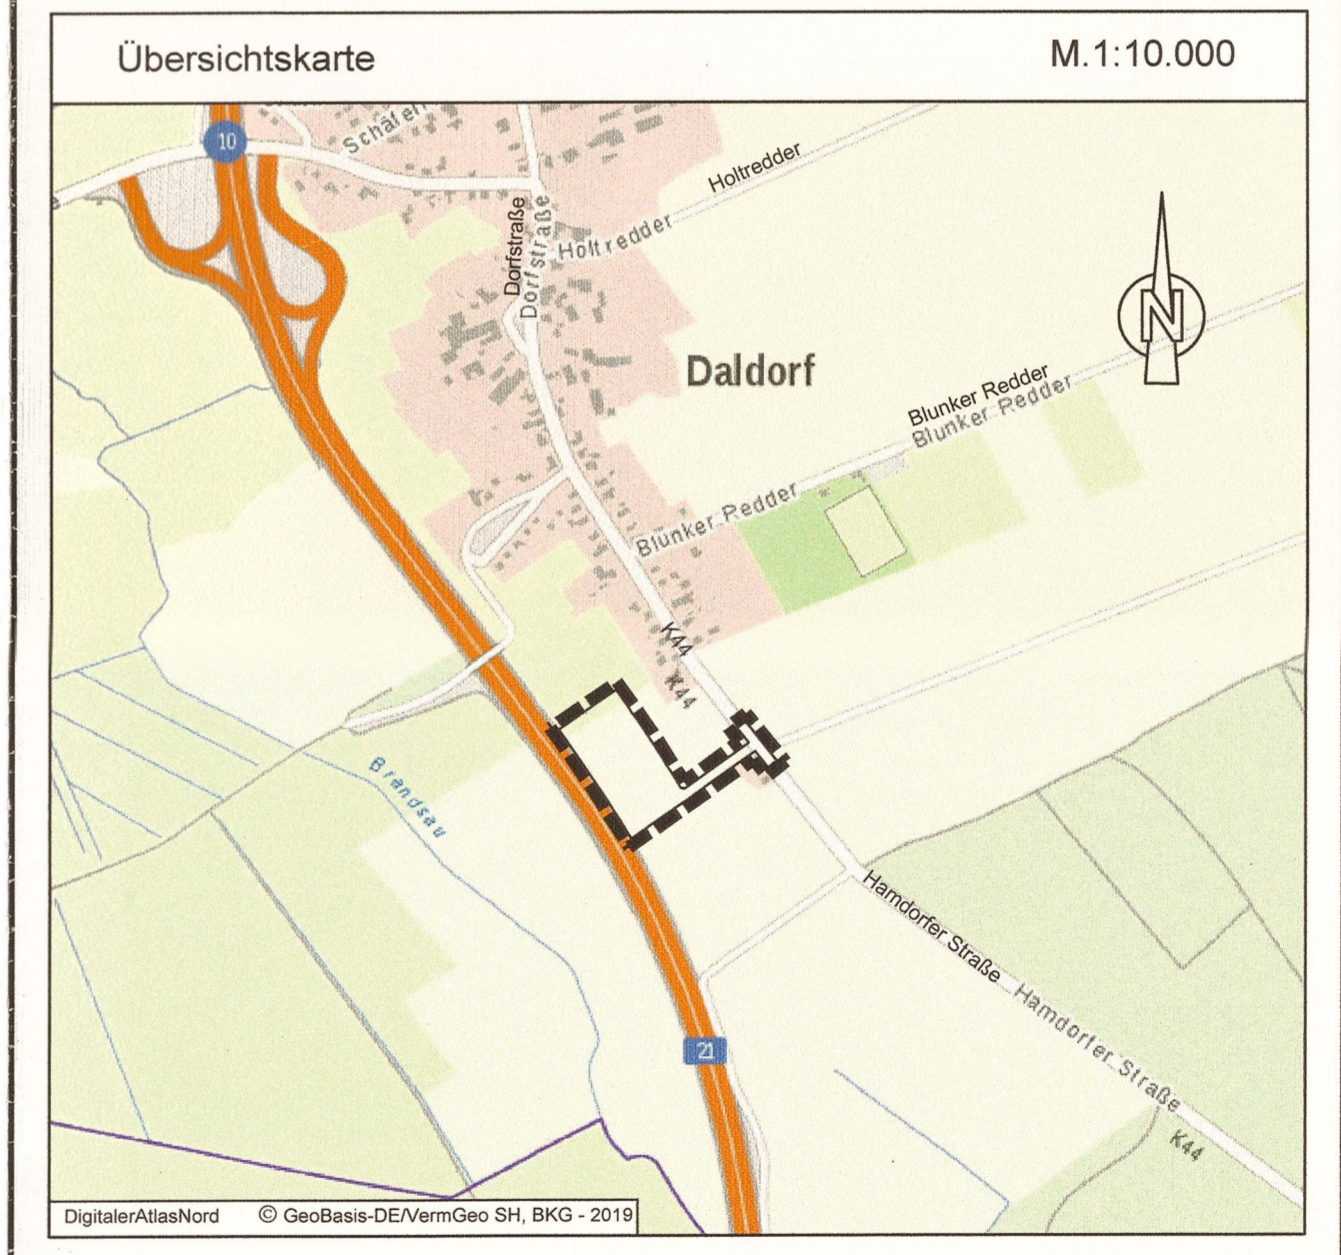 Übersichtskarte
M.1:10.000
10
Holtredder
Holtredder
Dorfstraße
Dorfstraße
Daldorf
Blunker Redder
Blunker Redder
Blunker Redder
K44
K44
Brandsau
Hamdorfer Straße
Hamdorfer Straße
21
K44
N
DigitalerAtlasNord
© GeoBasis-DE/VermGeo SH, BKG - 2019